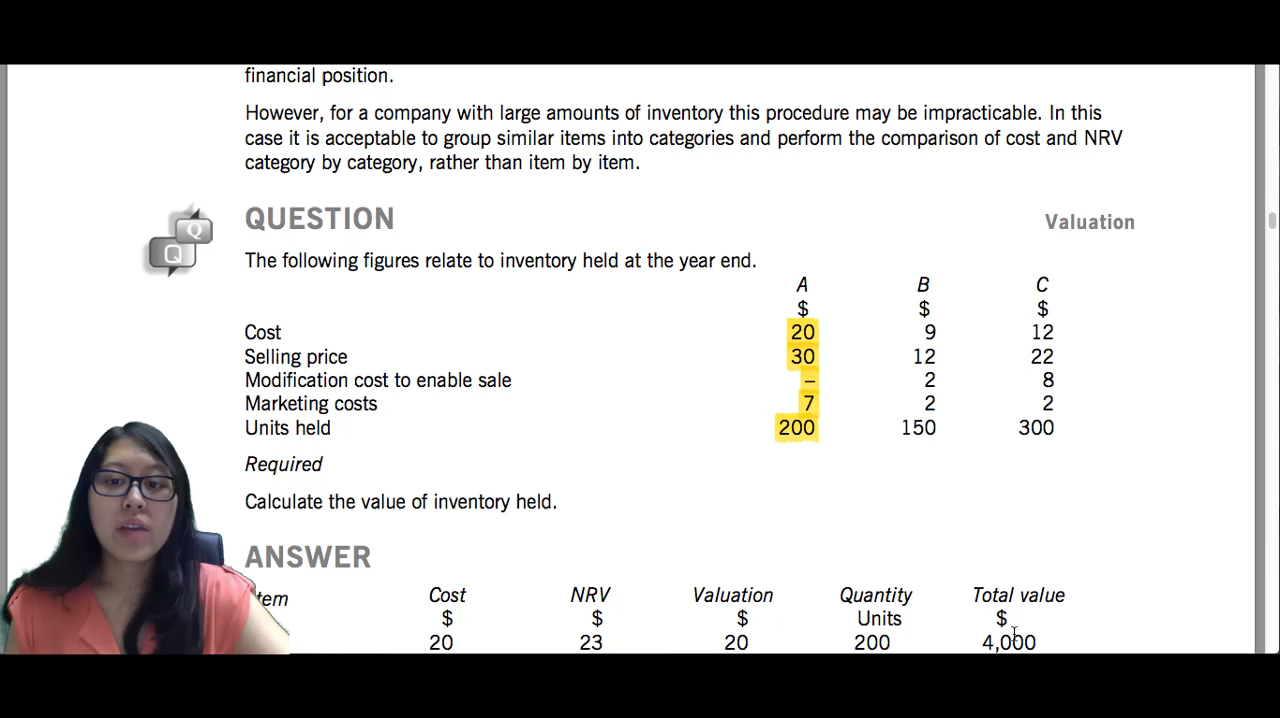 financial position.
However, for a company with large amounts of inventory this procedure may be impracticable. In this
case it is acceptable to group similar items into categories and perform the comparison of cost and NRV
category by category, rather than item by item.
Q
Q
QUESTION
Valuation
The following figures relate to inventory held at the year end.
A B C
$ $ $
Cost 20 9 12
Selling price 30 12 22
Modification cost to enable sale – 2 8
Marketing costs 7 2 2
Units held 200 150 300
Required
Calculate the value of inventory held.
ANSWER
tem Cost NRV Valuation Quantity Total value
$ $ $ Units $
20 23 20 200 4,000